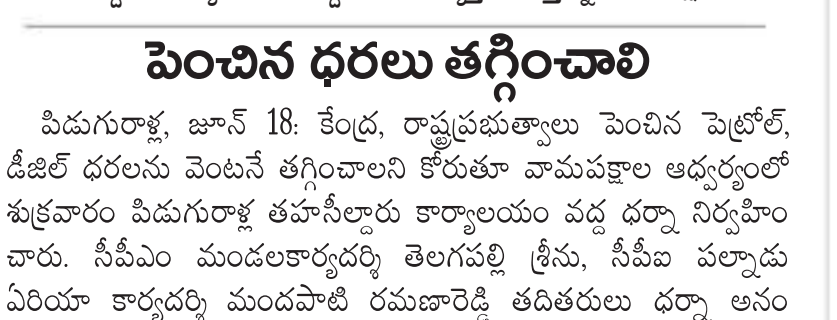 పెంచిన ధరలు తగ్గించాలి
పిడుగురాళ్ల, జూన్ 18: కేంద్ర, రాష్ట్రప్రభుత్వాలు పెంచిన పెట్రోల్,
డీజిల్ ధరలను వెంటనే తగ్గించాలని కోరుతూ వామపక్షాల ఆధ్వర్యంలో
శుక్రవారం పిడుగురాళ్ల తహసీల్దారు కార్యాలయం వద్ద ధర్నా నిర్వహిం
చారు. సీపీఎం మండలకార్యదర్శి తెలగపల్లి శ్రీను, సీపీఐ పల్నాడు
ఏరియా కార్యదర్శి మందపాటి రమణారెడ్డి తదితరులు ధర్నా అనం